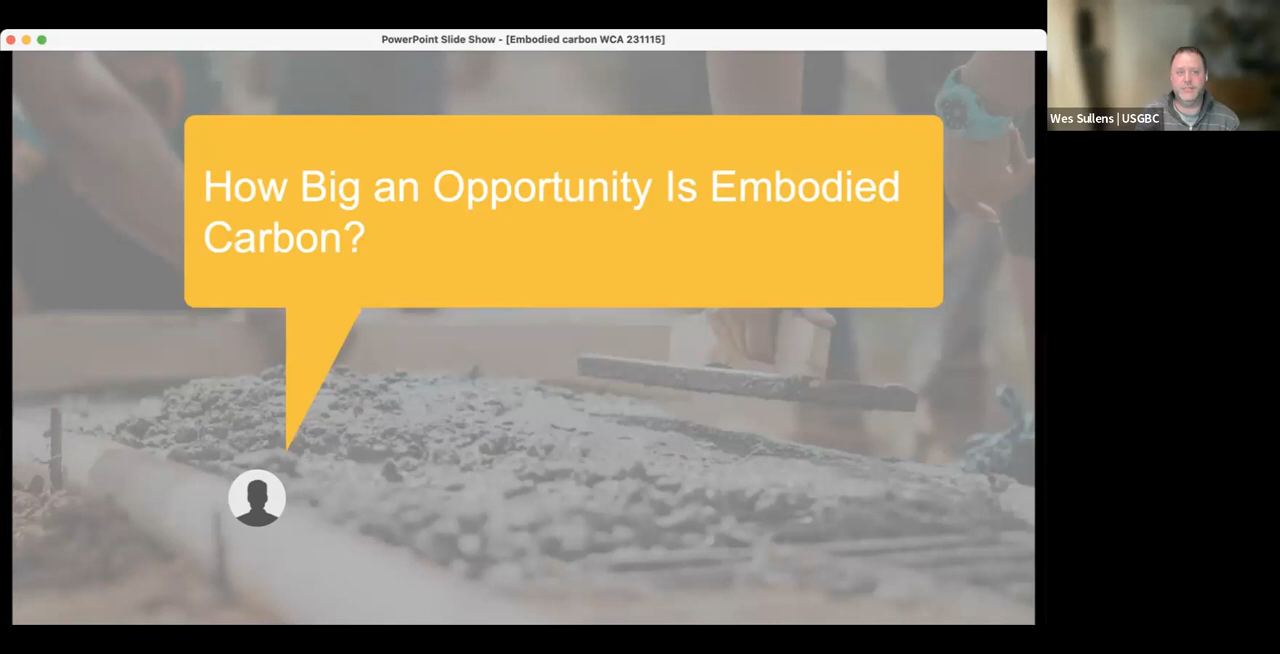 PowerPoint Slide Show - [Embodied carbon WCA 231115]
How Big an Opportunity Is Embodied
Carbon?
Wes Sullens | USGBC